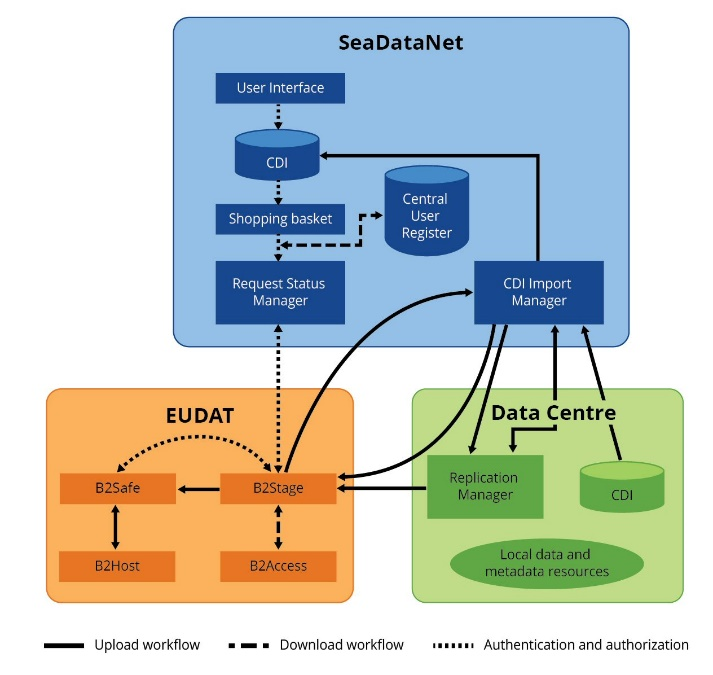 SeaDataNet
User Interface
CDI
Central
User
Register
Shopping basket
Request Status
Manager
CDI Import
Manager
EUDAT
Data Centre
B2Safe
B2Stage
Replication
Manager
CDI
B2Host
B2Access
Local data and
metadata resources
Upload workflow
Download workflow
Authentication and authorization